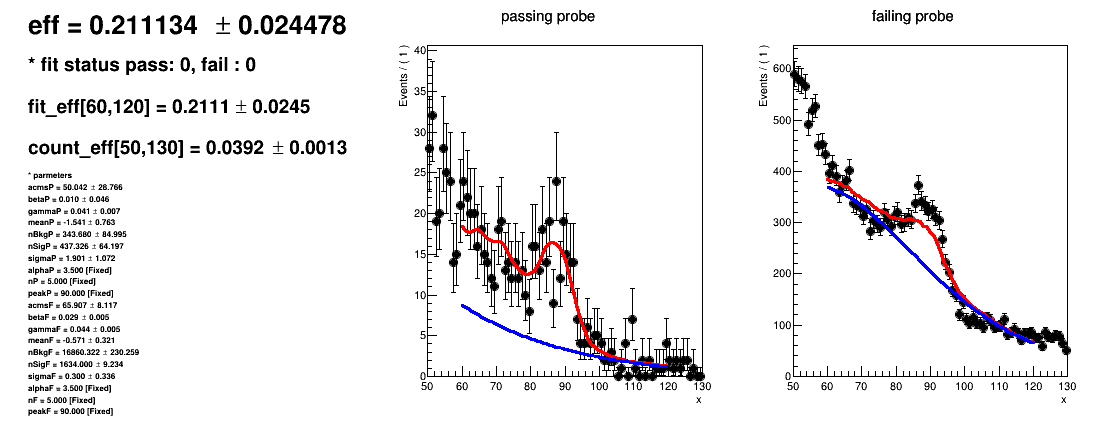 eff = 0.211134 ± 0.024478
* fit status pass: 0, fail : 0
fit_eff[60,120] = 0.2111 ± 0.0245
count_eff[50,130] = 0.0392 ± 0.0013
* parmeters
acmsP = 50.042 ± 28.766
betaP = 0.010 ± 0.046
gammaP = 0.041 ± 0.007
meanP = -1.541 ± 0.763
nBkgP = 343.680 ± 84.995
nSigP = 437.326 ± 64.197
sigmaP = 1.901 ± 1.072
alphaP = 3.500 [Fixed]
nP = 5.000 [Fixed]
peakP = 90.000 [Fixed]
acmsF = 65.907 ± 8.117
betaF = 0.029 ± 0.005
gammaF = 0.044 ± 0.005
meanF = -0.571 ± 0.321
nBkgF = 16860.322 ± 230.259
nSigF = 1634.000 ± 9.234
sigmaF = 0.300 ± 0.336
alphaF = 3.500 [Fixed]
nF = 5.000 [Fixed]
peakF = 90.000 [Fixed]
passing probe
Events / ( 1 )
40
35
30
25
20
15
10
5
0
50 60 70 80 90 100 110 120 130
x
failing probe
Events / ( 1 )
600
500
400
300
200
100
0
50 60 70 80 90 100 110 120 130
x